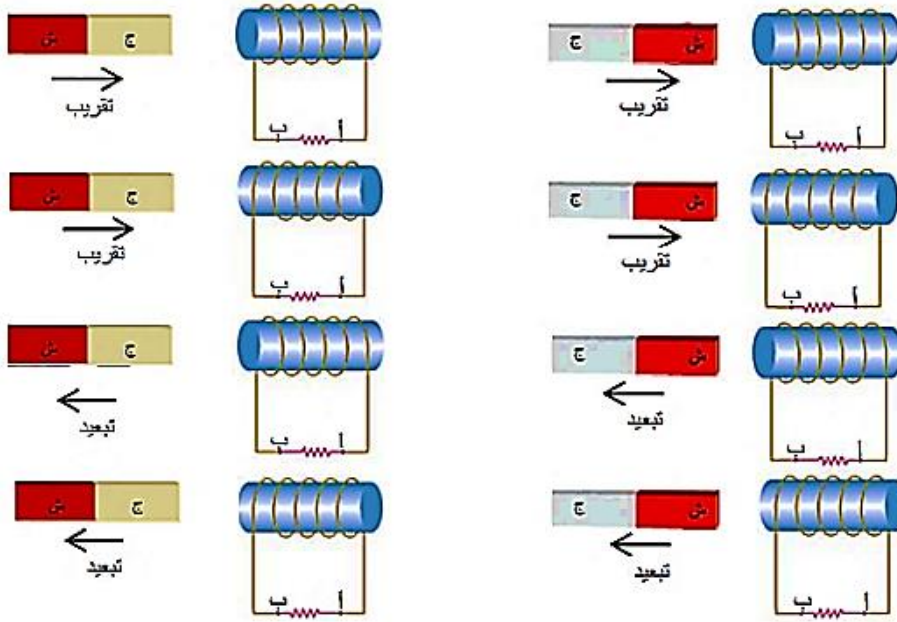 ش ج
تقريب
أ ب
ج ش
تقريب
أ ب
ش ج
تقريب
أ ب
ج ش
تقريب
أ ب
ش ج
تبعيد
أ ب
ج ش
تبعيد
أ ب
ش ج
تبعيد
أ ب
ج ش
تبعيد
أ ب